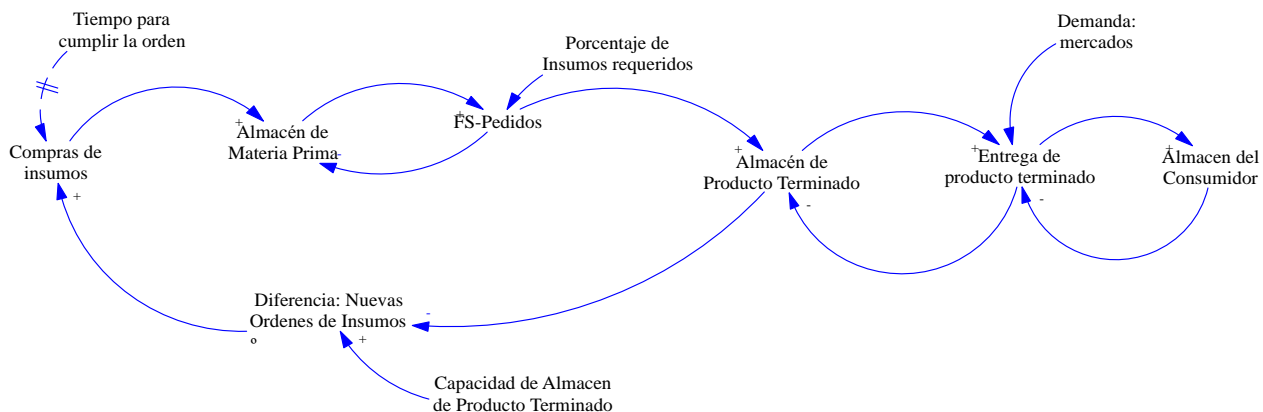 Tiempo para
cumplir la orden
Porcentaje de
Insumos requeridos
Demanda:
mercados
+
FS-Pedidos
+
Almacén de
Materia Prima
-
Compras de
insumos
+
+
Almacén de
Producto Terminado
-
+
Entrega de
producto terminado
-
+
Almacen del
Consumidor
Diferencia: Nuevas
Ordenes de Insumos
-
+
º
Capacidad de Almacen
de Producto Terminado